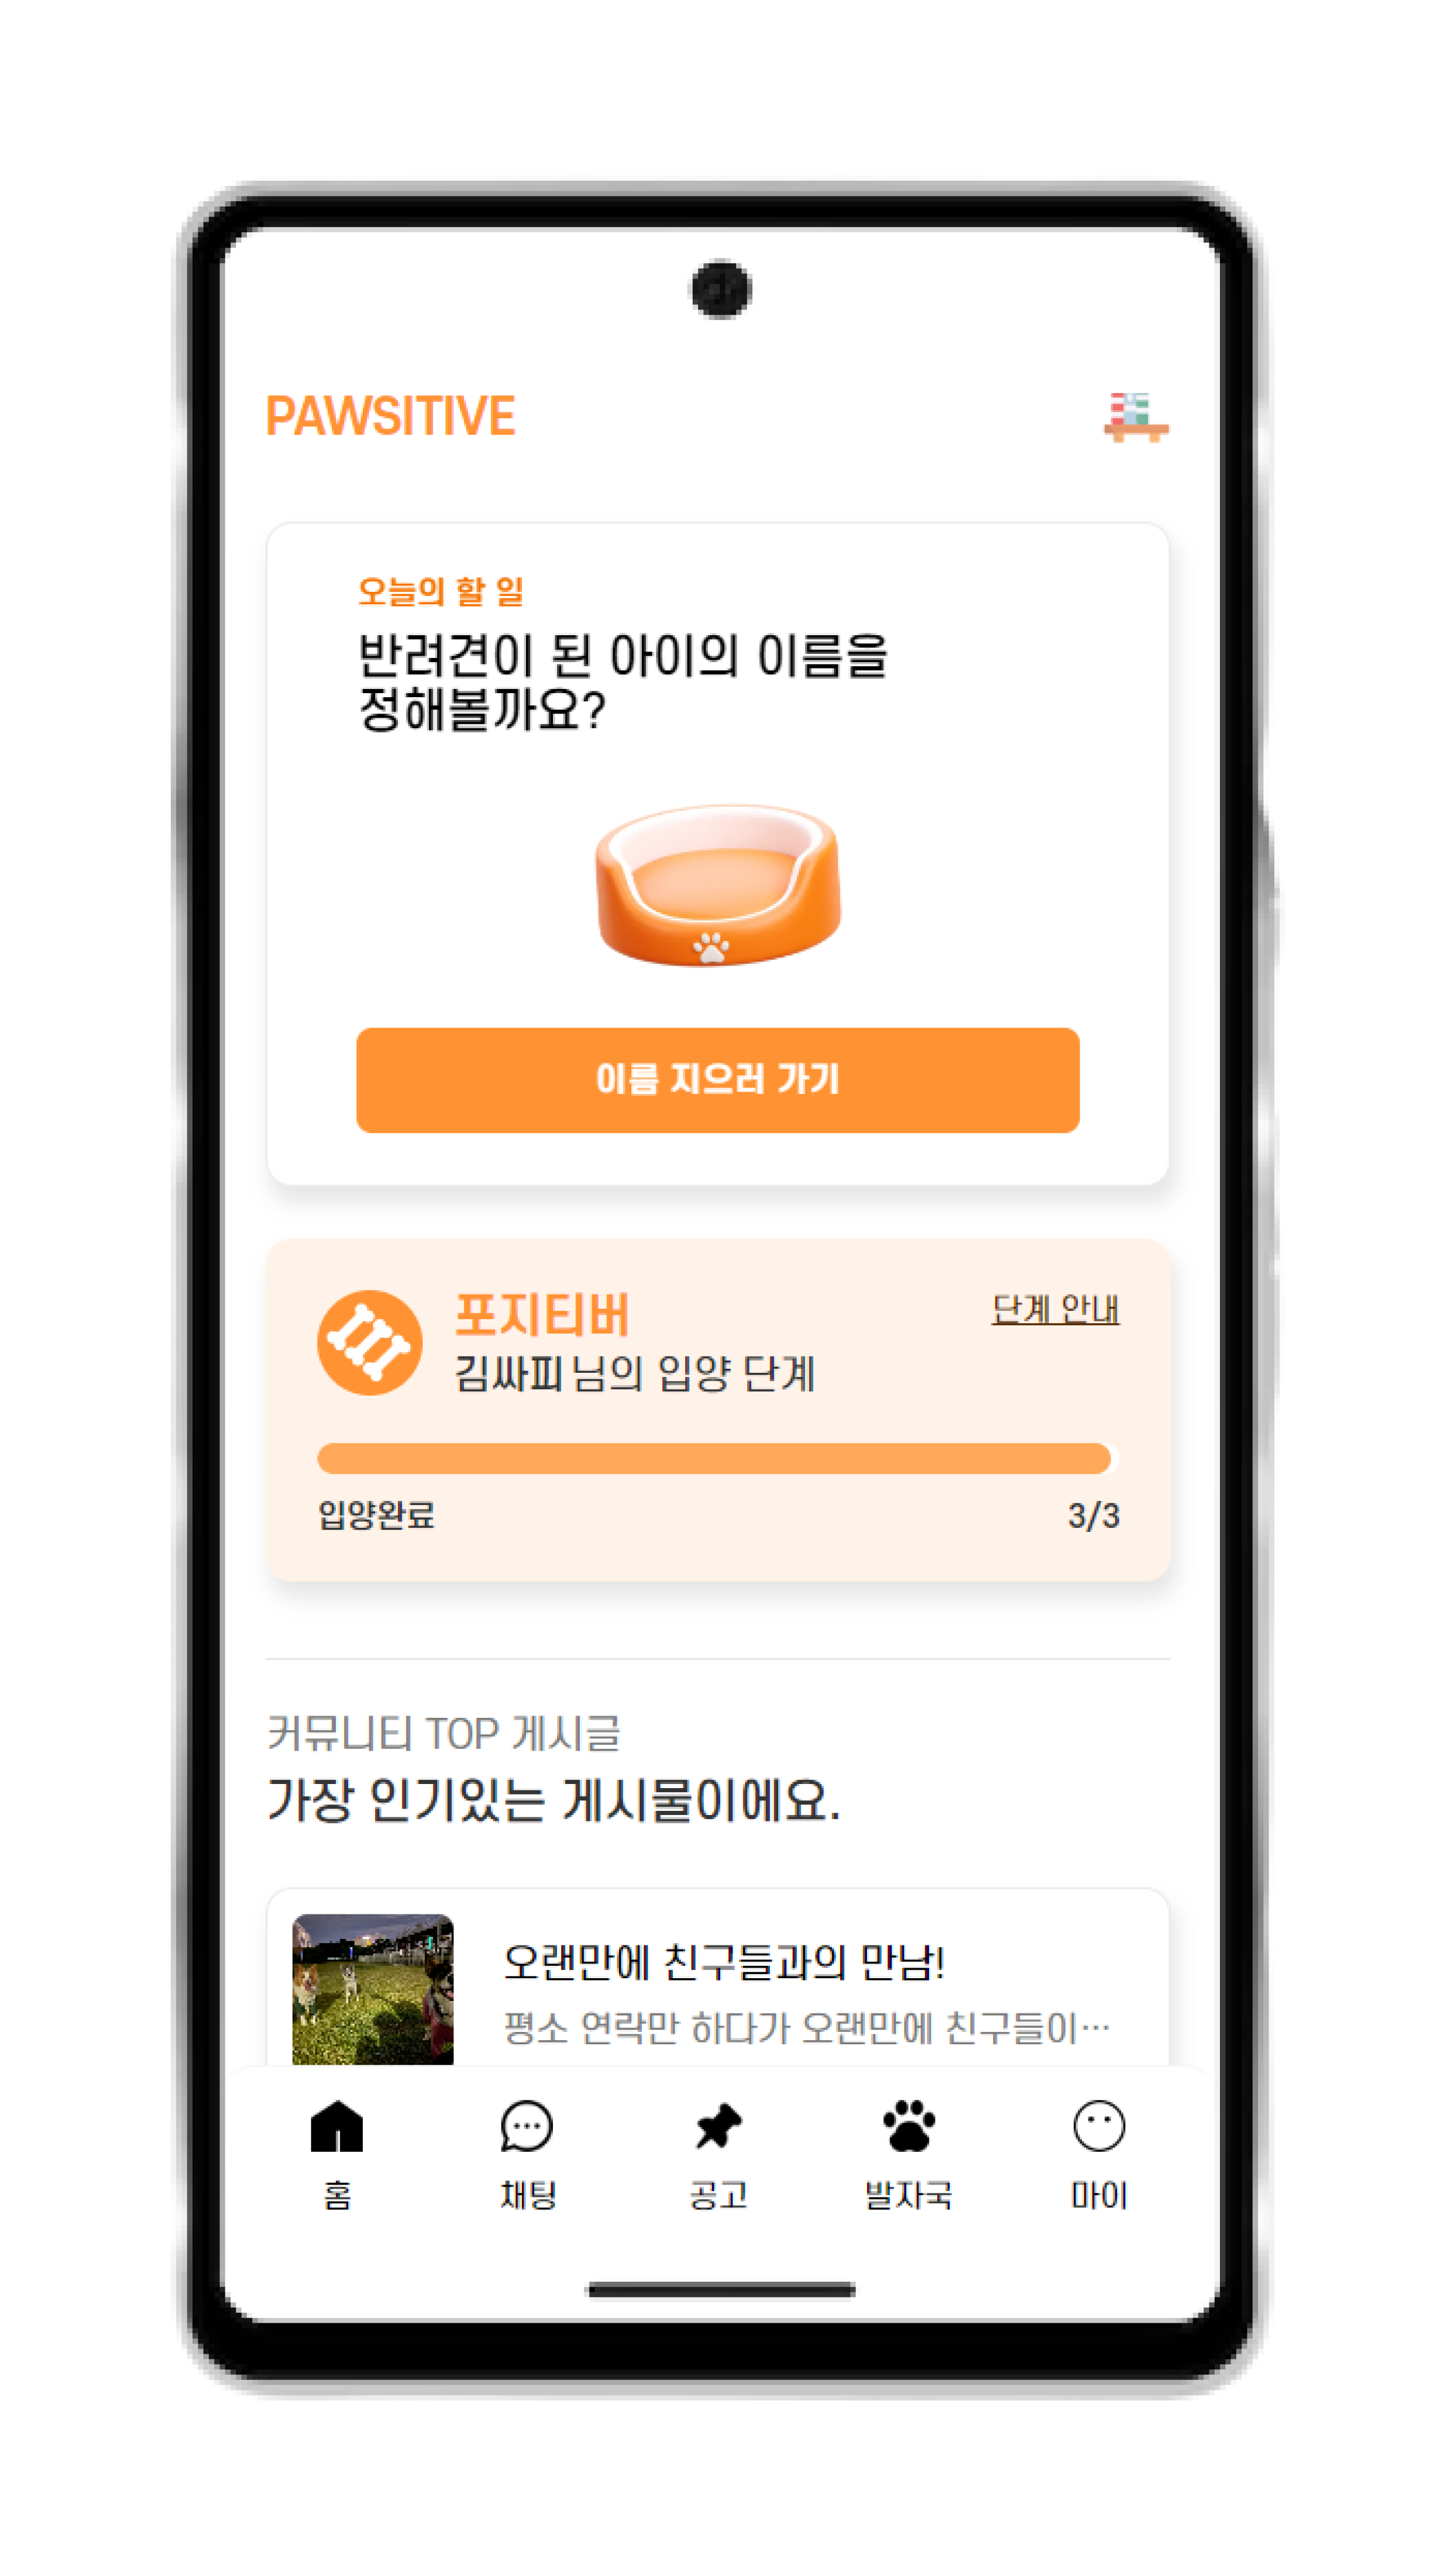 PAWSITIVE
오늘의 할 일
반려견이 된 아이의 이름을
정해볼까요?
이름 지으러 가기
포지티버
단계 안내
김싸피 님의 입양 단계
입양완료
3/3
커뮤니티 TOP 게시글
가장 인기있는 게시물이에요.
오랜만에 친구들과의 만남!
평소 연락만 하다가 오랜만에 친구들이…
홈
채팅
공고
발자국
마이